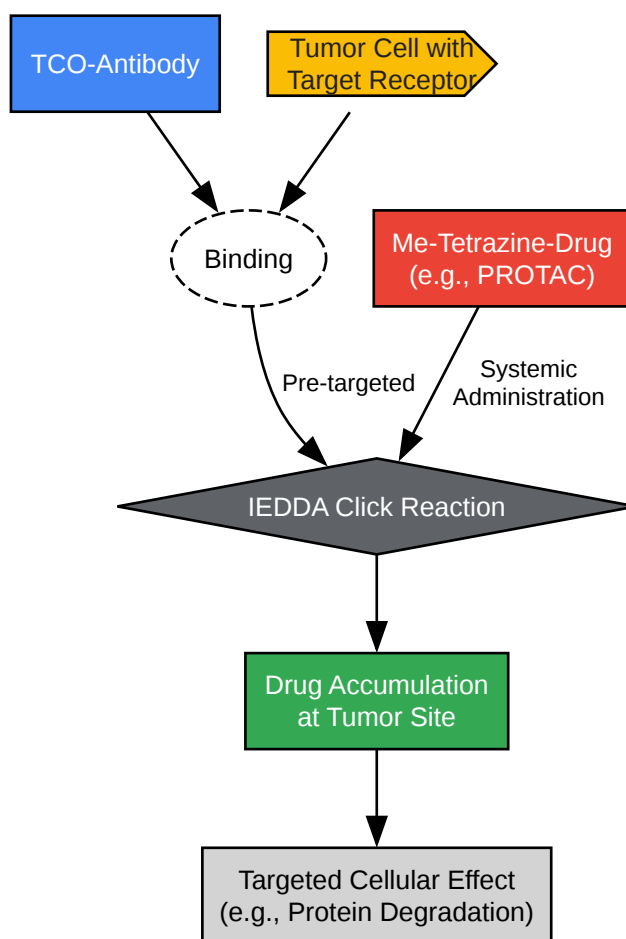 TCO-Antibody
Tumor Cell with
Target Receptor
Binding
Me-Tetrazine-Drug
(e.g., PROTAC)
Pre-targeted
Systemic
Administration
IEDDA Click Reaction
Drug Accumulation
at Tumor Site
Targeted Cellular Effect
(e.g., Protein Degradation)